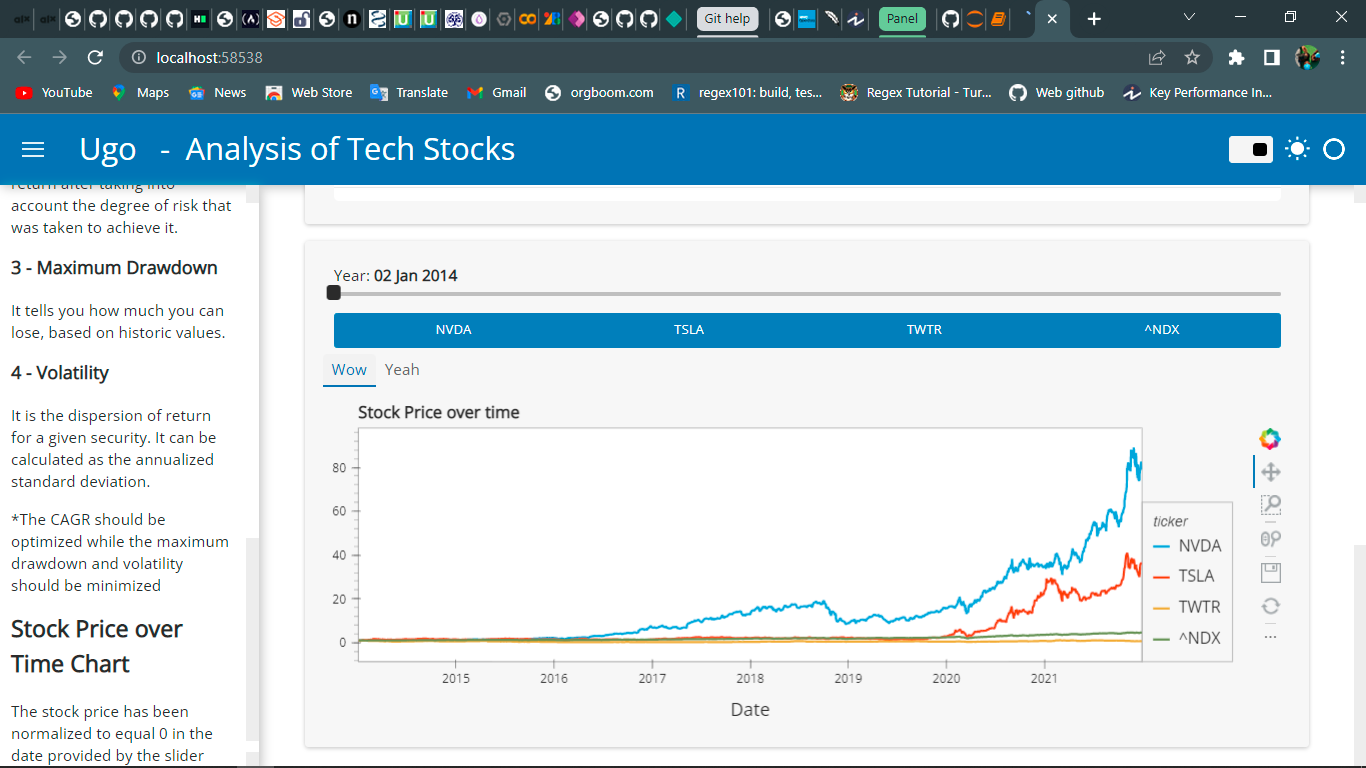 Git help
Panel
localhost:58538
YouTube
Maps
News
Web Store
Translate
Gmail
orgboom.com
regex101: build, tes...
Regex Tutorial - Tur...
Web github
Key Performance In...
Ugo - Analysis of Tech Stocks
return after taking into
account the degree of risk that
was taken to achieve it.
3 - Maximum Drawdown
It tells you how much you can
lose, based on historic values.
4 - Volatility
It is the dispersion of return
for a given security. It can be
calculated as the annualized
standard deviation.
*The CAGR should be
optimized while the maximum
drawdown and volatility
should be minimized
Stock Price over
Time Chart
The stock price has been
normalized to equal 0 in the
date provided by the slider
Year: 02 Jan 2014
NVDA
TSLA
TWTR
^NDX
Wow
Yeah
Stock Price over time
80
60
40
20
0
2015
2016
2017
2018
2019
2020
2021
Date
ticker
NVDA
TSLA
TWTR
^NDX